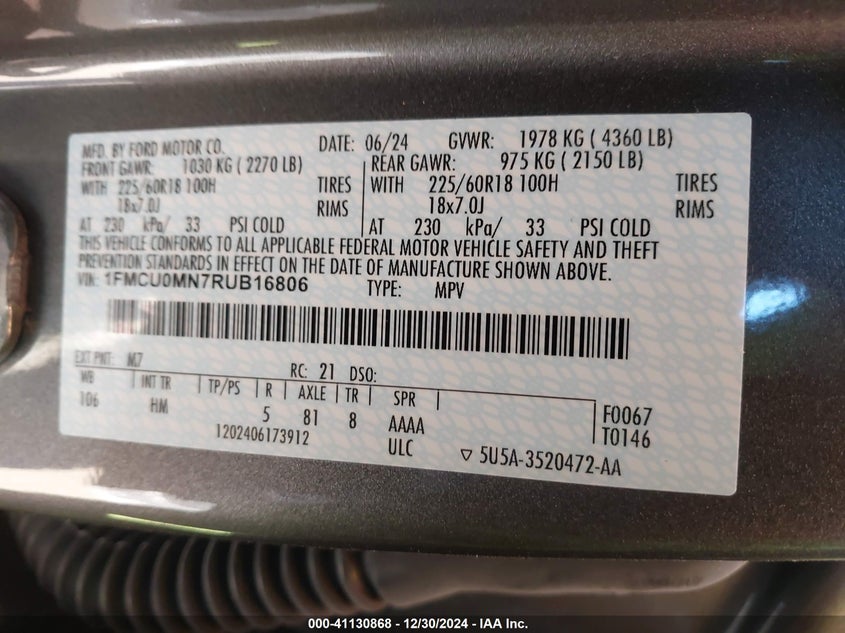 MFD. BY FORD MOTOR CO. DATE: 06/24 GVWR: 1978 KG ( 4360 LB)
FRONT GAWR: 1030 KG ( 2270 LB) REAR GAWR: 975 KG ( 2150 LB)
WITH 225/60R18 100H TIRES WITH 225/60R18 100H TIRES
18x7.0J RIMS 18x7.0J RIMS
AT 230 kPa/ 33 PSI COLD AT 230 kPa/ 33 PSI COLD
THIS VEHICLE CONFORMS TO ALL APPLICABLE FEDERAL MOTOR VEHICLE SAFETY AND THEFT
PREVENTION STANDARDS IN EFFECT ON THE DATE OF MANUFACTURE SHOWN ABOVE.
VIN: 1FMCU0MN7RUB16806 TYPE: MPV
EXT PNT: M7 RC: 21 DSO:
WB INT TR TP/PS R AXLE TR SPR
106 HM 5 81 8 AAAA F0067
1202406173912 ULC T0146
▽ 5U5A-3520472-AA
000-41130868 - 12/30/2024 - IAA Inc.